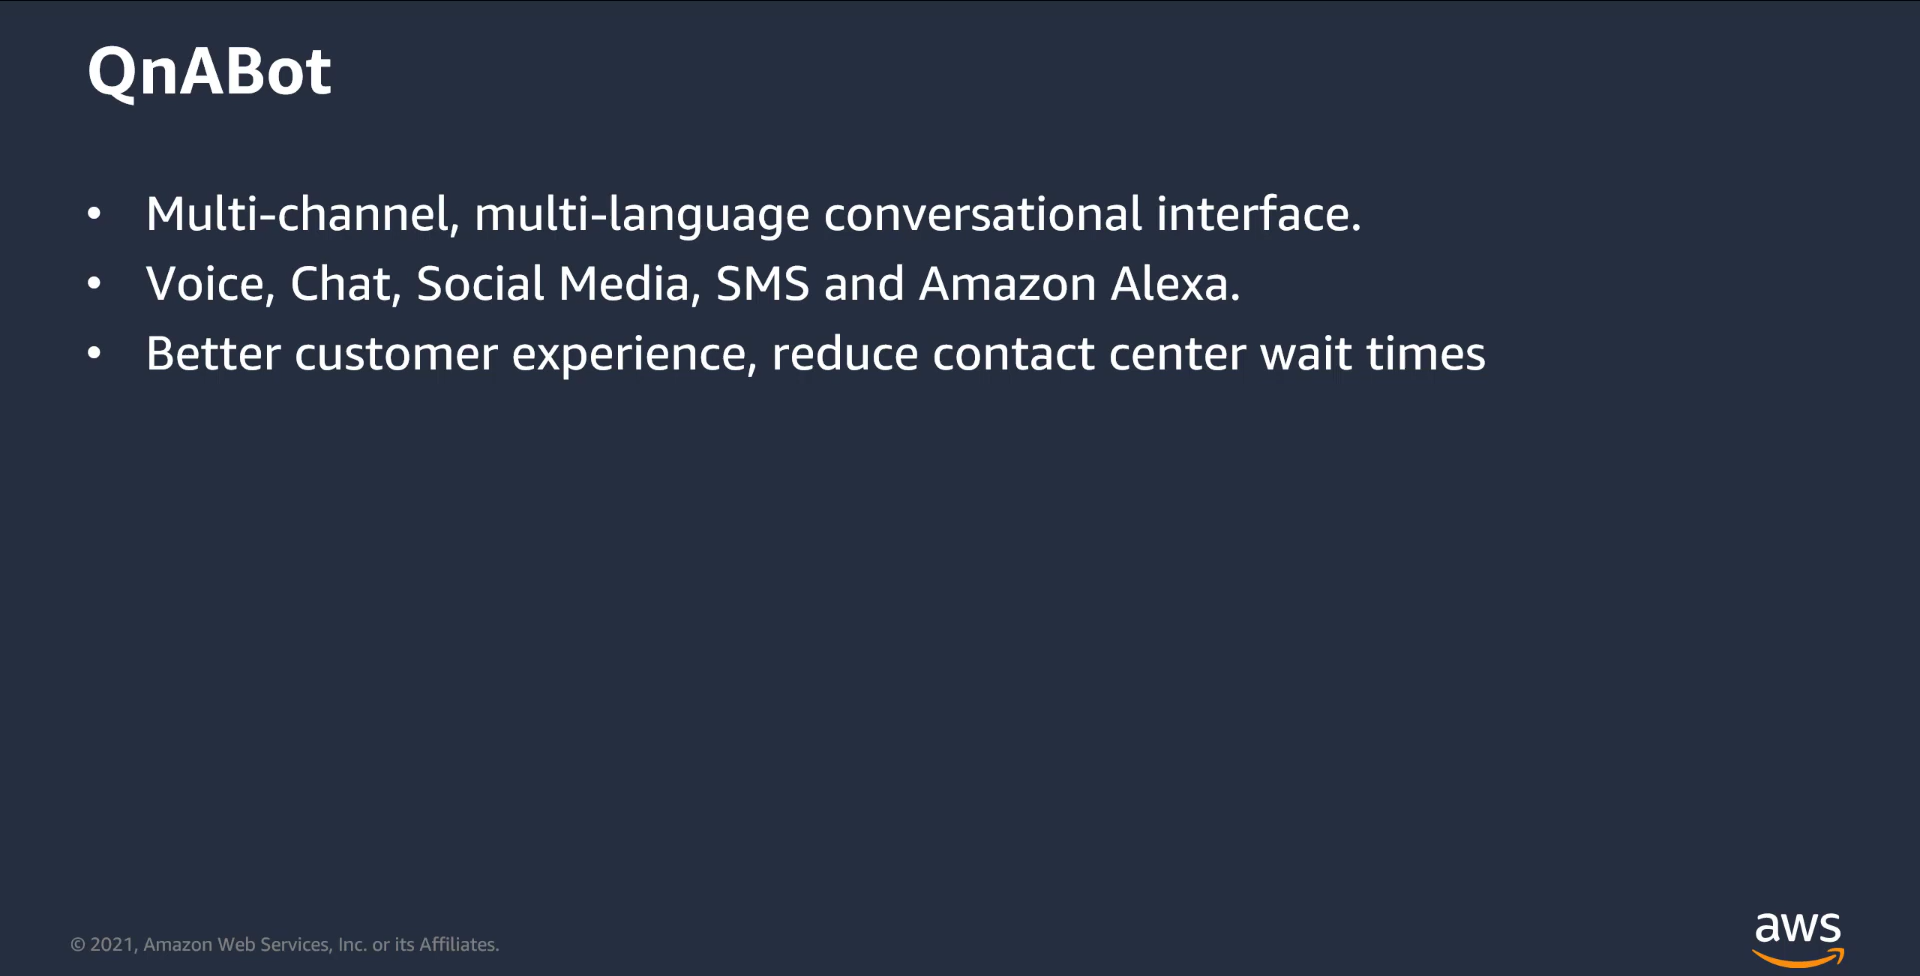 QnABot
• Multi-channel, multi-language conversational interface.
• Voice, Chat, Social Media, SMS and Amazon Alexa.
• Better customer experience, reduce contact center wait times
© 2021, Amazon Web Services, Inc. or its Affiliates.
aws